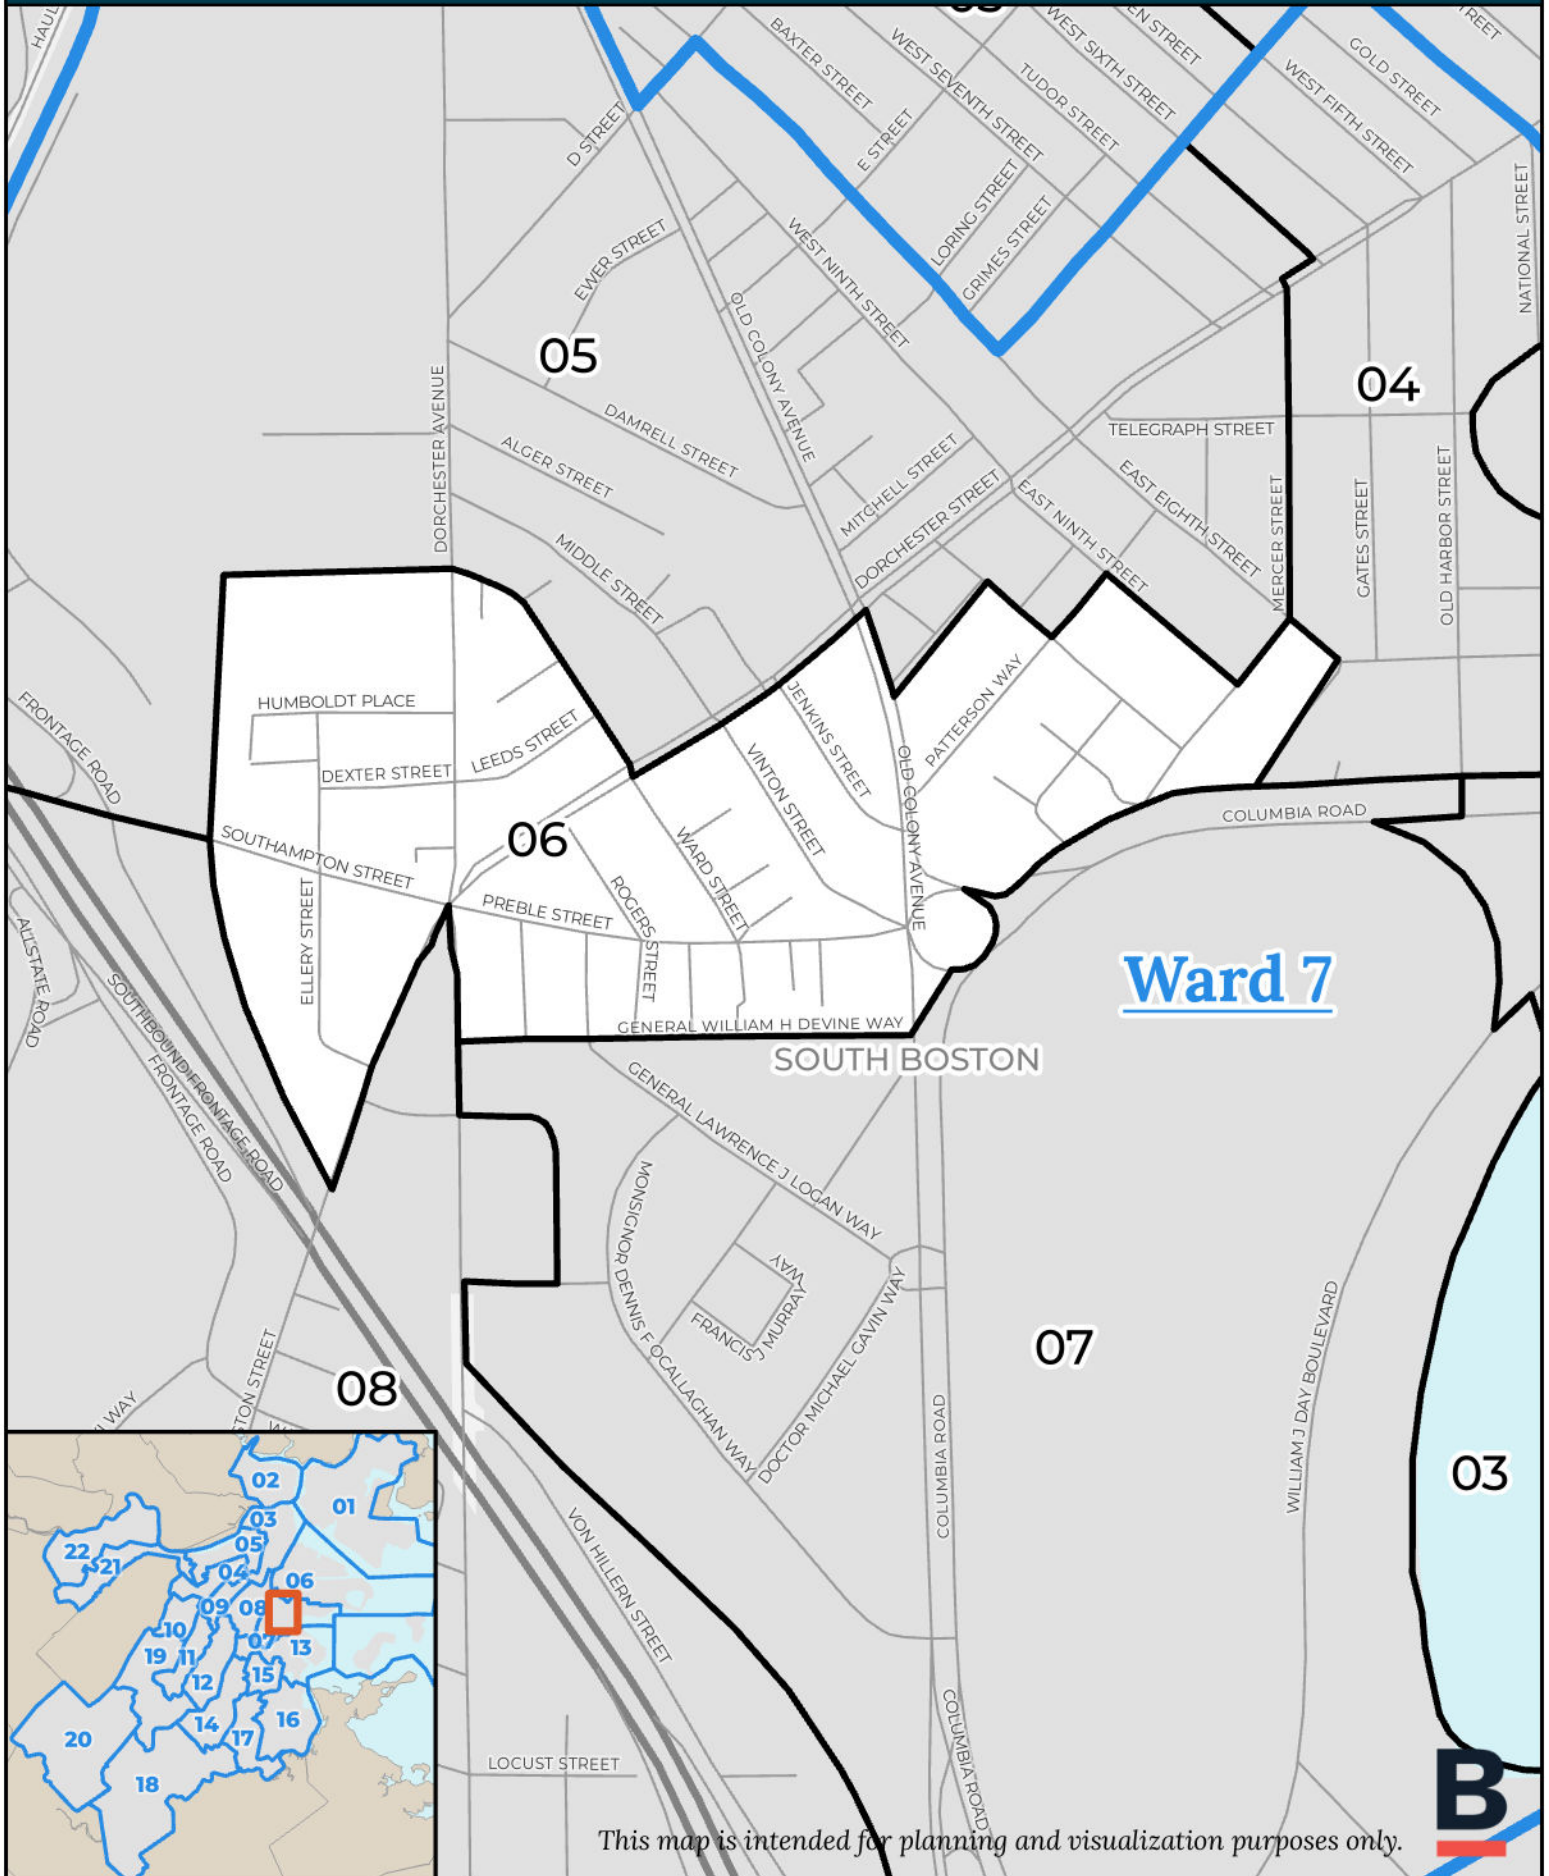 BAXTER STREET
WEST SEVENTH STREET
WEST SIXTH STREET
EN STREET
TUDOR STREET
GOLD STREET
WEST FIFTH STREET
TREET
HAUL
D STREET
E STREET
LORING STREET
GRIMES STREET
NATIONAL STREET
EWER STREET
WEST NINTH STREET
OLD COLONY AVENUE
05
04
DORCHESTER AVENUE
DAMRELL STREET
ALGER STREET
TELEGRAPH STREET
MITCHELL STREET
DORCHESTER STREET
EAST NINTH STREET
EAST EIGHTH STREET
MERCER STREET
GATES STREET
OLD HARBOR STREET
MIDDLE STREET
HUMBOLDT PLACE
LEEDS STREET
DEXTER STREET
JENKINS STREET
PATTERSON WAY
OLD COLONY AVENUE
VINTON STREET
FRONTAGE ROAD
SOUTHAMPTON STREET
06
WARD STREET
COLUMBIA ROAD
ELLERY STREET
ROGERS STREET
PREBLE STREET
ALLSTATE ROAD
SOUTHBOUND FRONTAGE ROAD
FRONTAGE ROAD
Ward 7
GENERAL WILLIAM H DEVINE WAY
SOUTH BOSTON
GENERAL LAWRENCE J LOGAN WAY
MONSIGNOR DENNIS F OCALLAGHAN WAY
FRANCIS J MURRAY WAY
DOCTOR MICHAEL GAVIN WAY
07
WILLIAM J DAY BOULEVARD
08
STON STREET
I WAY
W
COLUMBIA ROAD
03
VON HILLERN STREET
COLUMBIA ROAD
LOCUST STREET
02
01
03
05
22
21
04
06
09
08
10
07
13
19
11
12
15
14
17
16
20
18
B
This map is intended for planning and visualization purposes only.